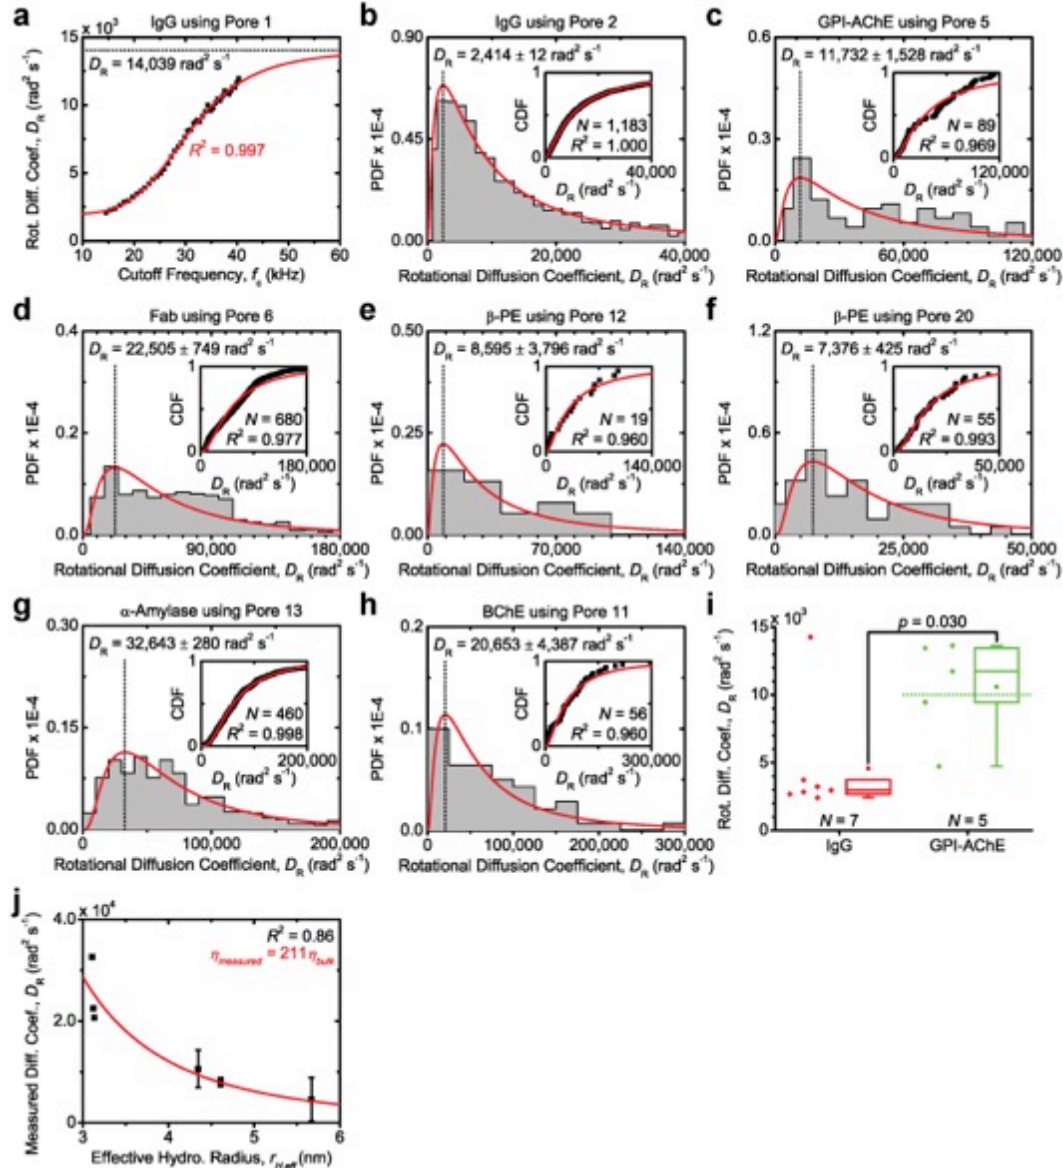 a
IgG using Pore 1
15 x 10³
D_R = 14,039 rad² s⁻¹
R² = 0.997
10
5
0
10 20 30 40 50 60
Cutoff Frequency, f_c (kHz)
Rot. Diff. Coef., D_R (rad² s⁻¹)
b
IgG using Pore 2
0.90
D_R = 2,414 ± 12 rad² s⁻¹
1
CDF
N = 1,183
R² = 1.000
0
0 40,000
D_R (rad² s⁻¹)
0.45
0.00
PDF x 1E-4
0 10,000 20,000 30,000 40,000
Rotational Diffusion Coefficient, D_R (rad² s⁻¹)
c
GPI-AChE using Pore 5
0.6
D_R = 11,732 ± 1,528 rad² s⁻¹
1
CDF
N = 89
R² = 0.969
0
0 120,000
D_R (rad² s⁻¹)
0.3
0.0
PDF x 1E-4
0 60,000 120,000
Rotational Diffusion Coefficient, D_R (rad² s⁻¹)
d
Fab using Pore 6
0.4
D_R = 22,505 ± 749 rad² s⁻¹
1
CDF
N = 680
R² = 0.977
0
0 180,000
D_R (rad² s⁻¹)
0.2
0.0
PDF x 1E-4
0 90,000 180,000
Rotational Diffusion Coefficient, D_R (rad² s⁻¹)
e
β-PE using Pore 12
0.50
D_R = 8,595 ± 3,796 rad² s⁻¹
1
CDF
N = 19
R² = 0.960
0
0 140,000
D_R (rad² s⁻¹)
0.25
0.00
PDF x 1E-4
0 70,000 140,000
Rotational Diffusion Coefficient, D_R (rad² s⁻¹)
f
β-PE using Pore 20
1.2
D_R = 7,376 ± 425 rad² s⁻¹
1
CDF
N = 55
R² = 0.993
0
0 50,000
D_R (rad² s⁻¹)
0.6
0.0
PDF x 1E-4
0 25,000 50,000
Rotational Diffusion Coefficient, D_R (rad² s⁻¹)
g
α-Amylase using Pore 13
0.30
D_R = 32,643 ± 280 rad² s⁻¹
1
CDF
N = 460
R² = 0.998
0
0 200,000
D_R (rad² s⁻¹)
0.15
0.00
PDF x 1E-4
0 100,000 200,000
Rotational Diffusion Coefficient, D_R (rad² s⁻¹)
h
BChE using Pore 11
0.2
D_R = 20,653 ± 4,387 rad² s⁻¹
1
CDF
N = 56
R² = 0.960
0
0 300,000
D_R (rad² s⁻¹)
0.1
0.0
PDF x 1E-4
0 100,000 200,000 300,000
Rotational Diffusion Coefficient, D_R (rad² s⁻¹)
i
15 x 10³
p = 0.030
10
5
0
N = 7 N = 5
IgG GPI-AChE
Rot. Diff. Coef., D_R (rad² s⁻¹)
j
4.0 x 10⁴
R² = 0.86
η_measured = 211η_bulk
2.0
0
3 4 5 6
Effective Hydro. Radius, r_H,eff (nm)
Measured Diff. Coef., D_R (rad² s⁻¹)